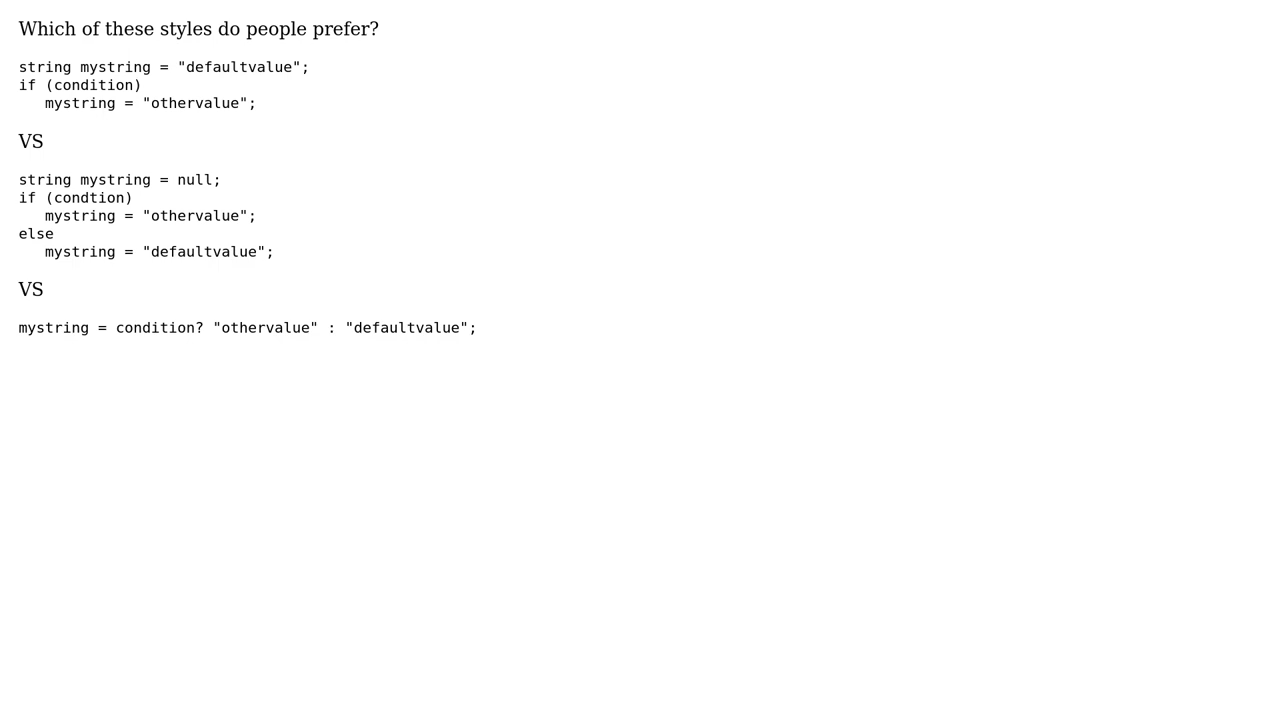 Which of these styles do people prefer?
string mystring = "defaultvalue";
if (condition)
   mystring = "othervalue";
VS
string mystring = null;
if (condtion)
   mystring = "othervalue";
else
   mystring = "defaultvalue";
VS
mystring = condition? "othervalue" : "defaultvalue";